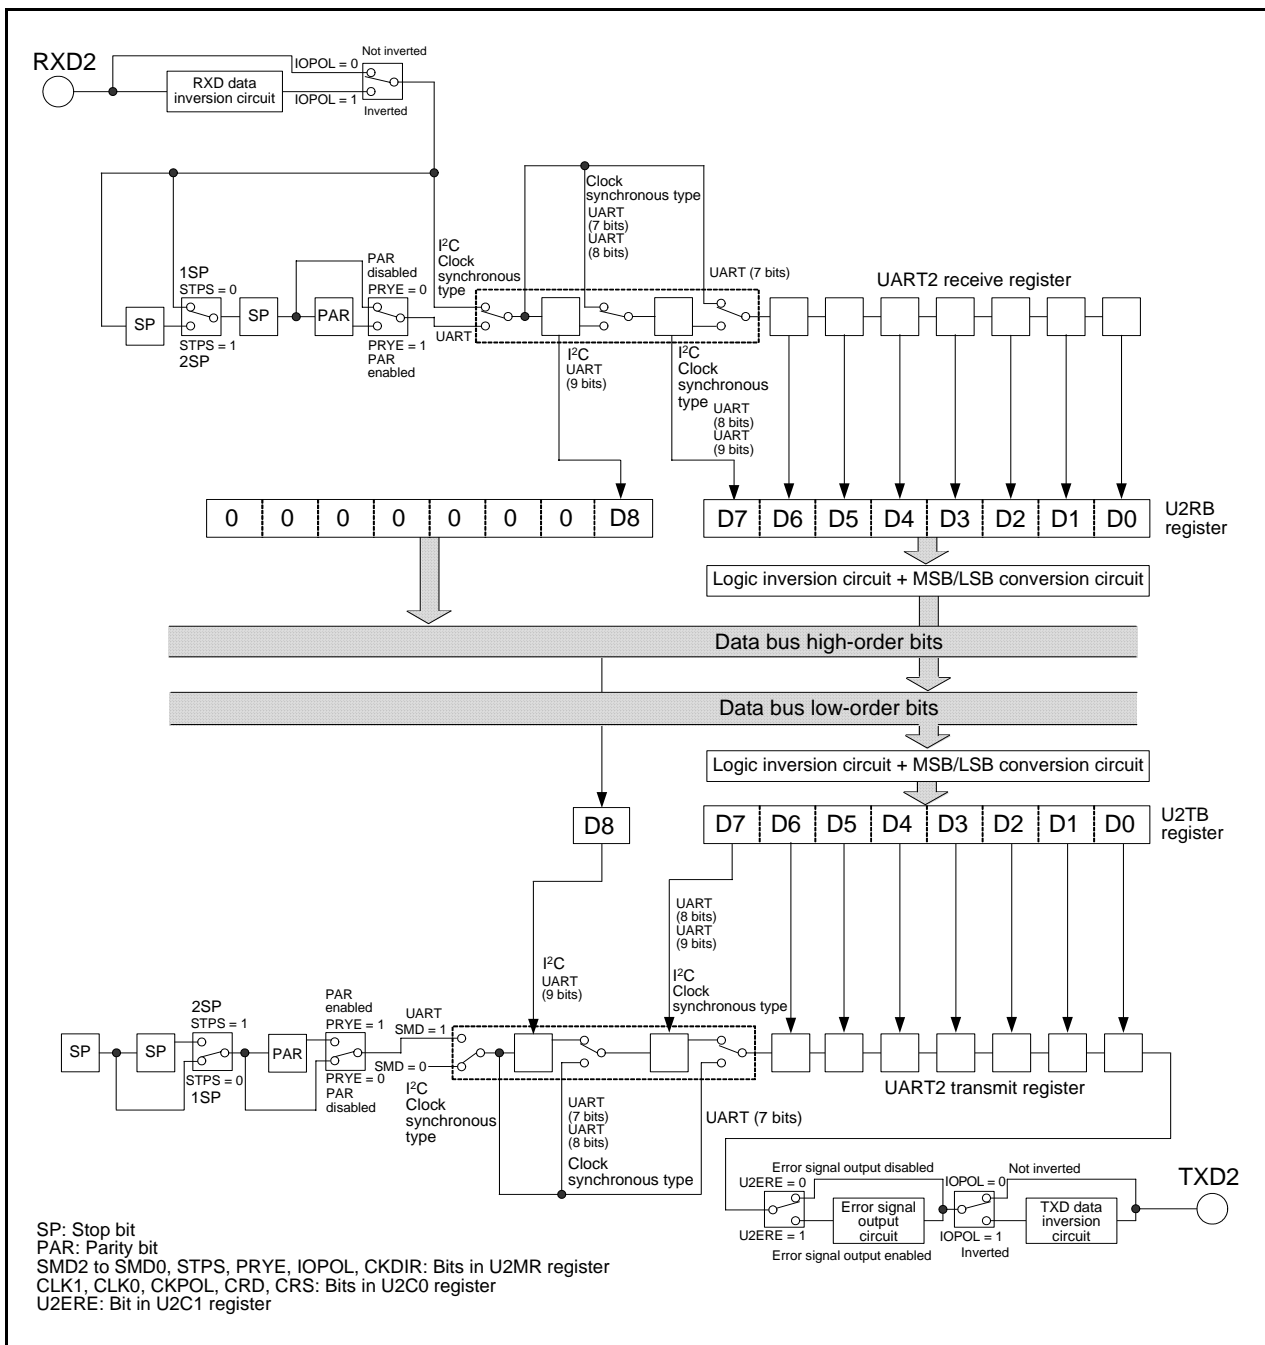 RXD2
Not inverted
IOPOL = 0
RXD data
inversion circuit
IOPOL = 1
Inverted
Clock
synchronous type
UART
(7 bits)
UART
(8 bits)
I²C
Clock
synchronous
type
UART (7 bits)
UART2 receive register
1SP
STPS = 0
PAR
disabled
PRYE = 0
SP
SP
PAR
STPS = 1
2SP
PRYE = 1
PAR
enabled
UART
I²C
UART
(9 bits)
I²C
Clock
synchronous
type
UART
(8 bits)
UART
(9 bits)
0 0 0 0 0 0 0 D8
D7 D6 D5 D4 D3 D2 D1 D0
U2RB
register
Logic inversion circuit + MSB/LSB conversion circuit
Data bus high-order bits
Data bus low-order bits
Logic inversion circuit + MSB/LSB conversion circuit
D8
D7 D6 D5 D4 D3 D2 D1 D0
U2TB
register
UART
(8 bits)
UART
(9 bits)
I²C
UART
(9 bits)
I²C
Clock
synchronous type
2SP
STPS = 1
PAR
enabled
PRYE = 1
UART
SMD = 1
SP
SP
PAR
STPS = 0
1SP
PRYE = 0
PAR
disabled
SMD = 0
I²C
Clock
synchronous
type
UART
(7 bits)
UART
(8 bits)
Clock
synchronous type
UART (7 bits)
UART2 transmit register
Error signal output disabled
U2ERE = 0
Error signal
output
circuit
U2ERE = 1
Error signal output enabled
IOPOL = 0
Not inverted
TXD data
inversion
circuit
IOPOL = 1
Inverted
TXD2
SP: Stop bit
PAR: Parity bit
SMD2 to SMD0, STPS, PRYE, IOPOL, CKDIR: Bits in U2MR register
CLK1, CLK0, CKPOL, CRD, CRS: Bits in U2C0 register
U2ERE: Bit in U2C1 register